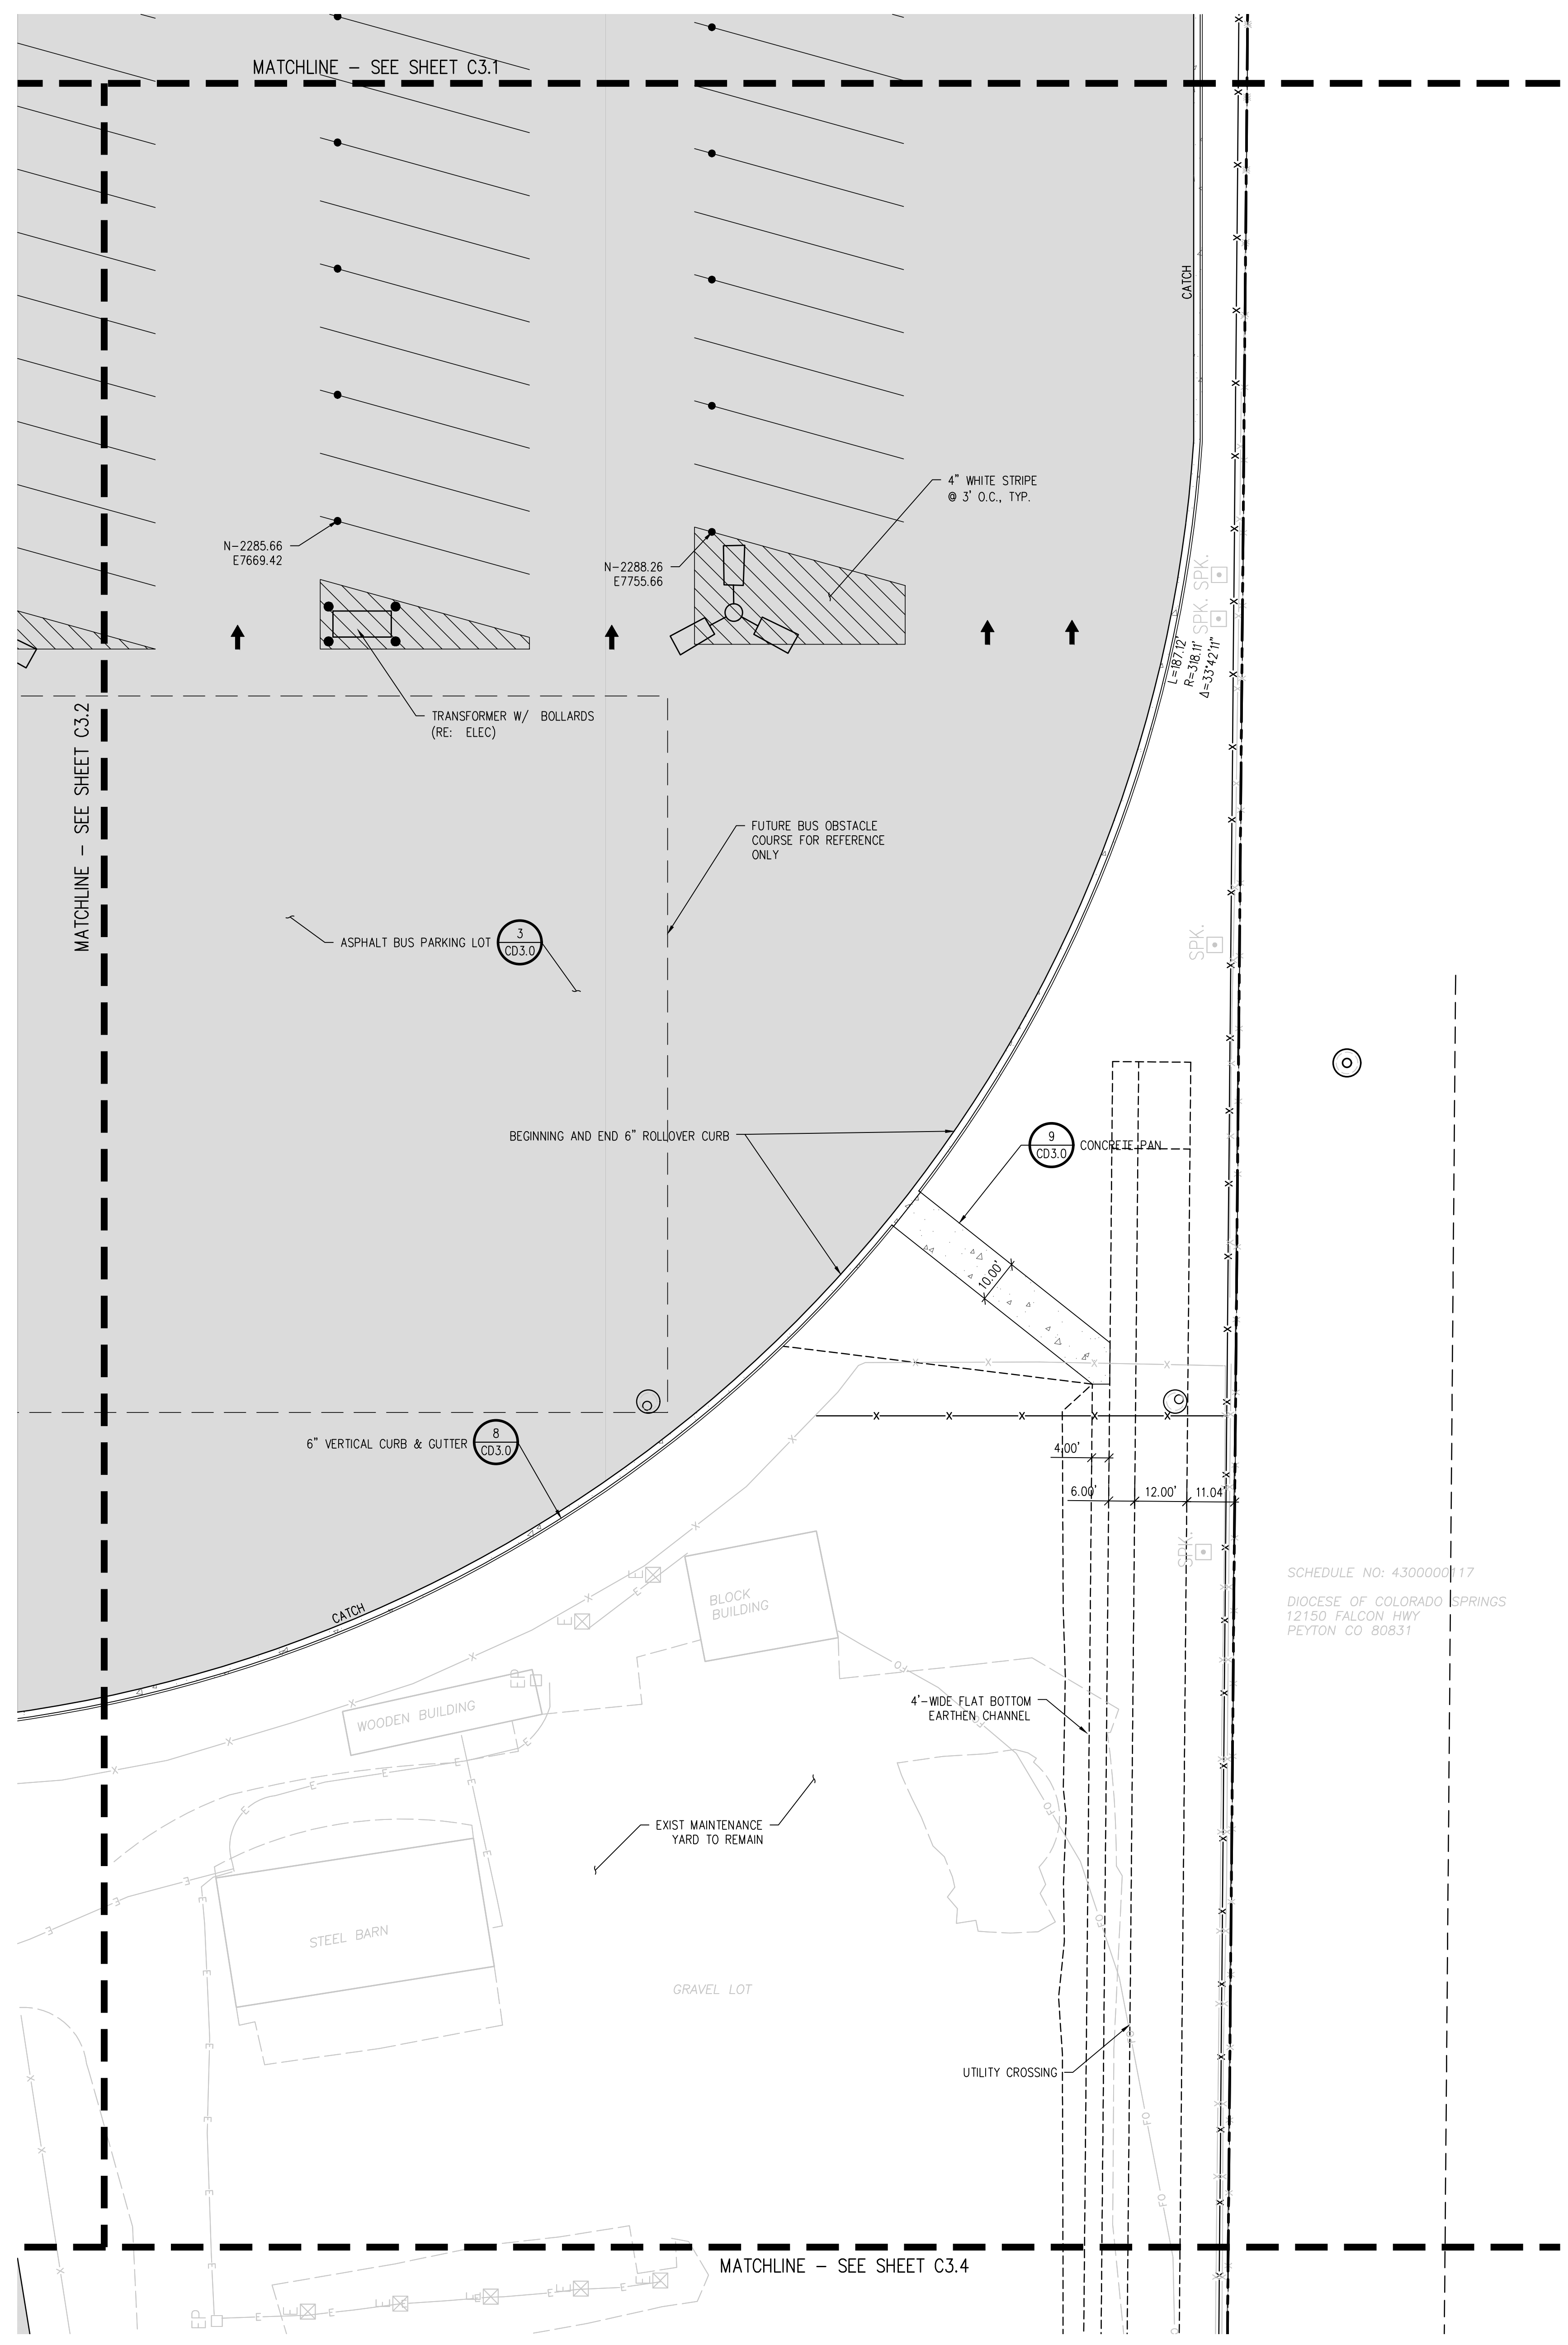 MATCHLINE - SEE SHEET C3.1
CATCH
4" WHITE STRIPE
@ 3' O.C., TYP.
N-2285.66
E7669.42
N-2288.26
E7755.66
SPK.
SPK.
L=187.12'
R=318.11'
Δ=33°42'11"
TRANSFORMER W/ BOLLARDS
(RE: ELEC)
MATCHLINE - SEE SHEET C3.2
FUTURE BUS OBSTACLE
COURSE FOR REFERENCE
ONLY
ASPHALT BUS PARKING LOT
3
CD3.0
SPK.
BEGINNING AND END 6" ROLLOVER CURB
9
CD3.0
CONCRETE PAN
10.00'
6" VERTICAL CURB & GUTTER
8
CD3.0
4.00'
6.00'
12.00'
11.04'
SPK.
SCHEDULE NO: 4300000117
DIOCESE OF COLORADO SPRINGS
12150 FALCON HWY
PEYTON CO 80831
BLOCK
BUILDING
CATCH
EP
WOODEN BUILDING
4'-WIDE FLAT BOTTOM
EARTHEN CHANNEL
EXIST MAINTENANCE
YARD TO REMAIN
STEEL BARN
GRAVEL LOT
UTILITY CROSSING
MATCHLINE - SEE SHEET C3.4
EP